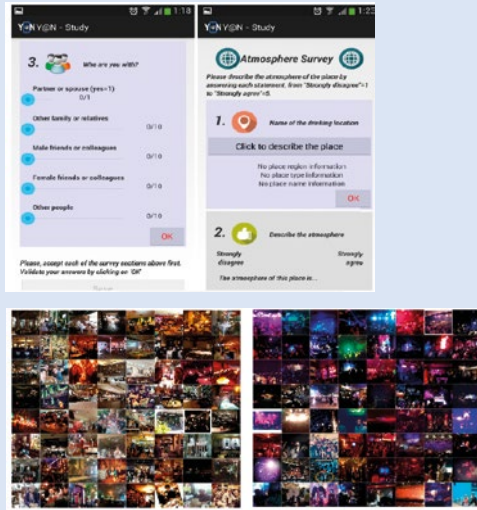 1:18
Y@N Y@N - Study
3. Who are you with?
Partner or spouse (yes=1)
0/1
Other family or relatives
0/10
Male friends or colleagues
0/10
Female friends or colleagues
0/10
Other people
0/10
OK
Please, accept each of the survey sections above first.
Validate your answers by clicking on 'OK'
Save
Y@N Y@N - Study
Atmosphere Survey
Please describe the atmosphere of the place by
answering each statement, from "Strongly disagree"=1
to "Strongly agree"=5.
1. Name of the drinking location
Click to describe the place
No place region information
No place type information
No place name information
OK
2. Describe the atmosphere
Strongly disagree
Strongly agree
The atmosphere of this place is...